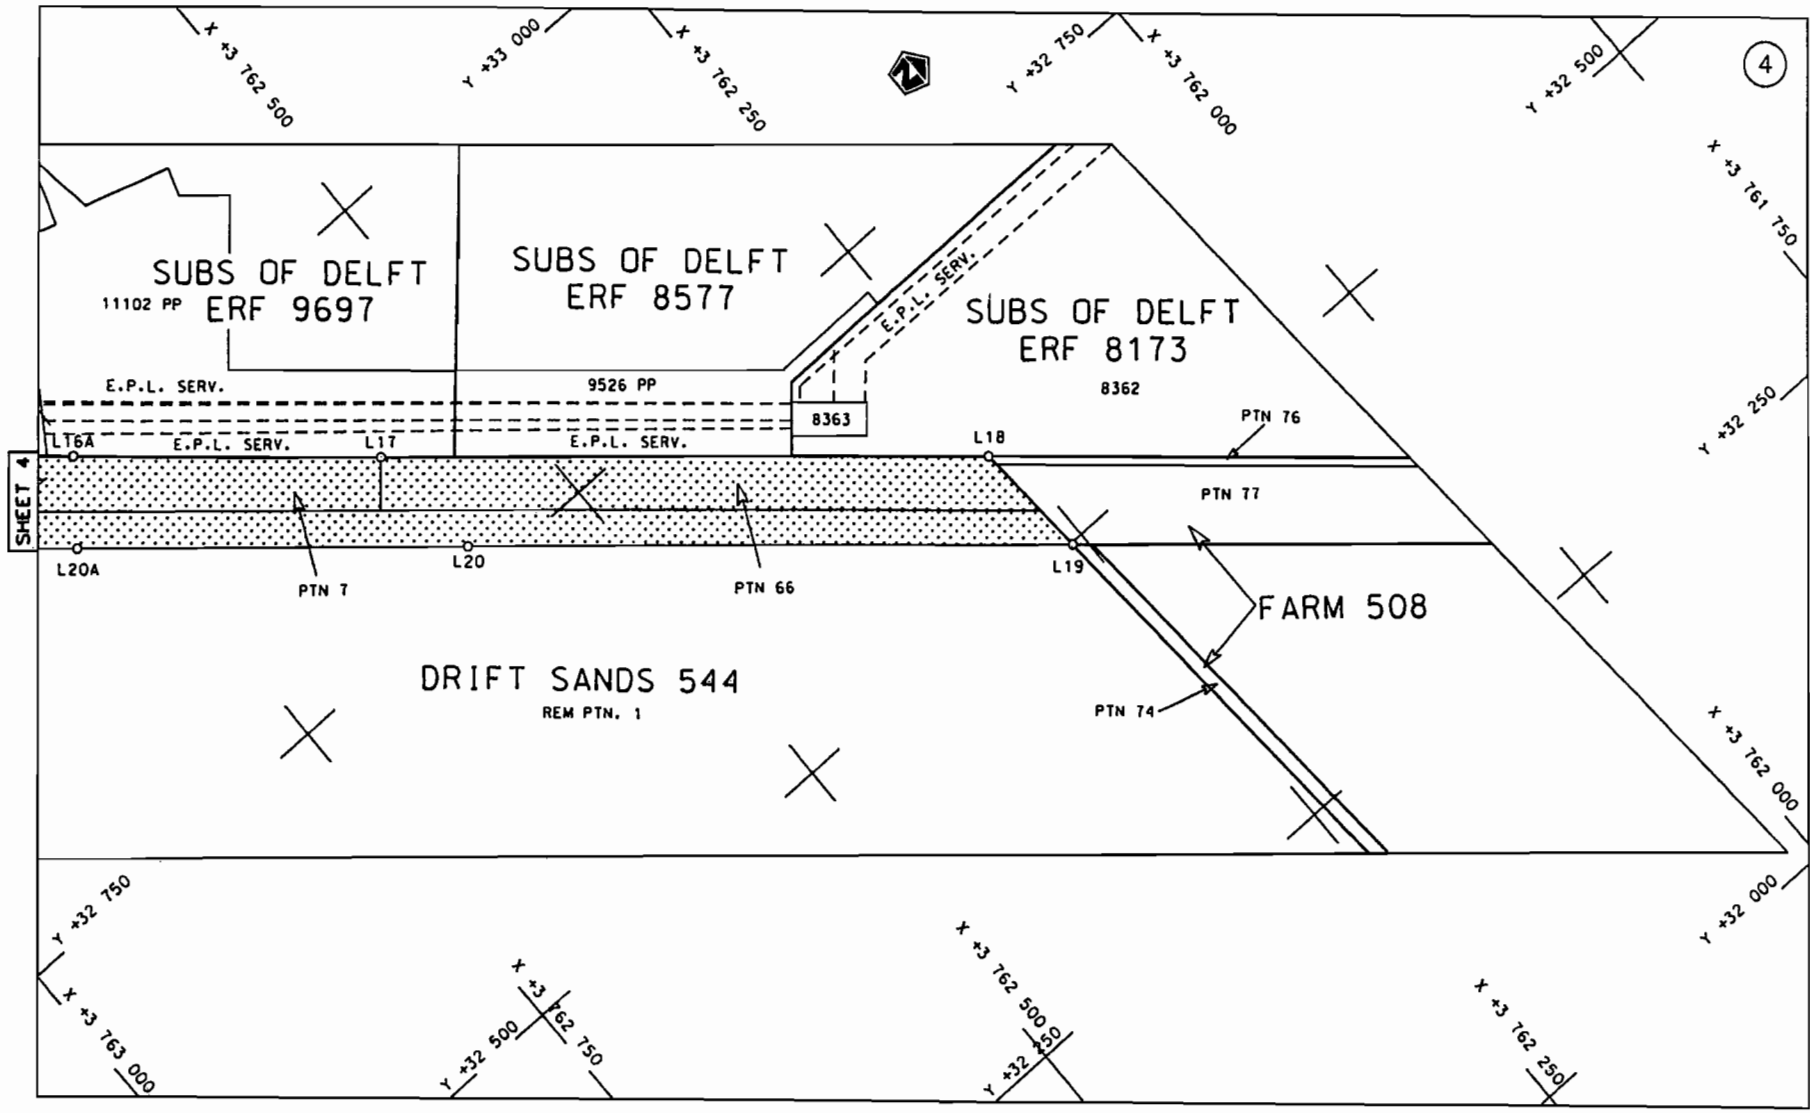 X +3 762 500
Y +33 000
X +3 762 250
N
Y +32 750
X +3 762 000
Y +32 500
4
X +3 761 750
SUBS OF DELFT
ERF 9697
11102 PP
SUBS OF DELFT
ERF 8577
E.P.L. SERV.
SUBS OF DELFT
ERF 8173
8362
E.P.L. SERV.
9526 PP
8363
PTN 76
Y +32 250
L16A
E.P.L. SERV.
L17
E.P.L. SERV.
L18
SHEET 4
PTN 77
L20A
PTN 7
L20
PTN 66
L19
FARM 508
DRIFT SANDS 544
REM PTN. 1
PTN 74
X +3 762 000
Y +32 750
Y +32 000
X +3 763 000
X +3 762 750
Y +32 500
X +3 762 500
Y +32 250
X +3 762 250